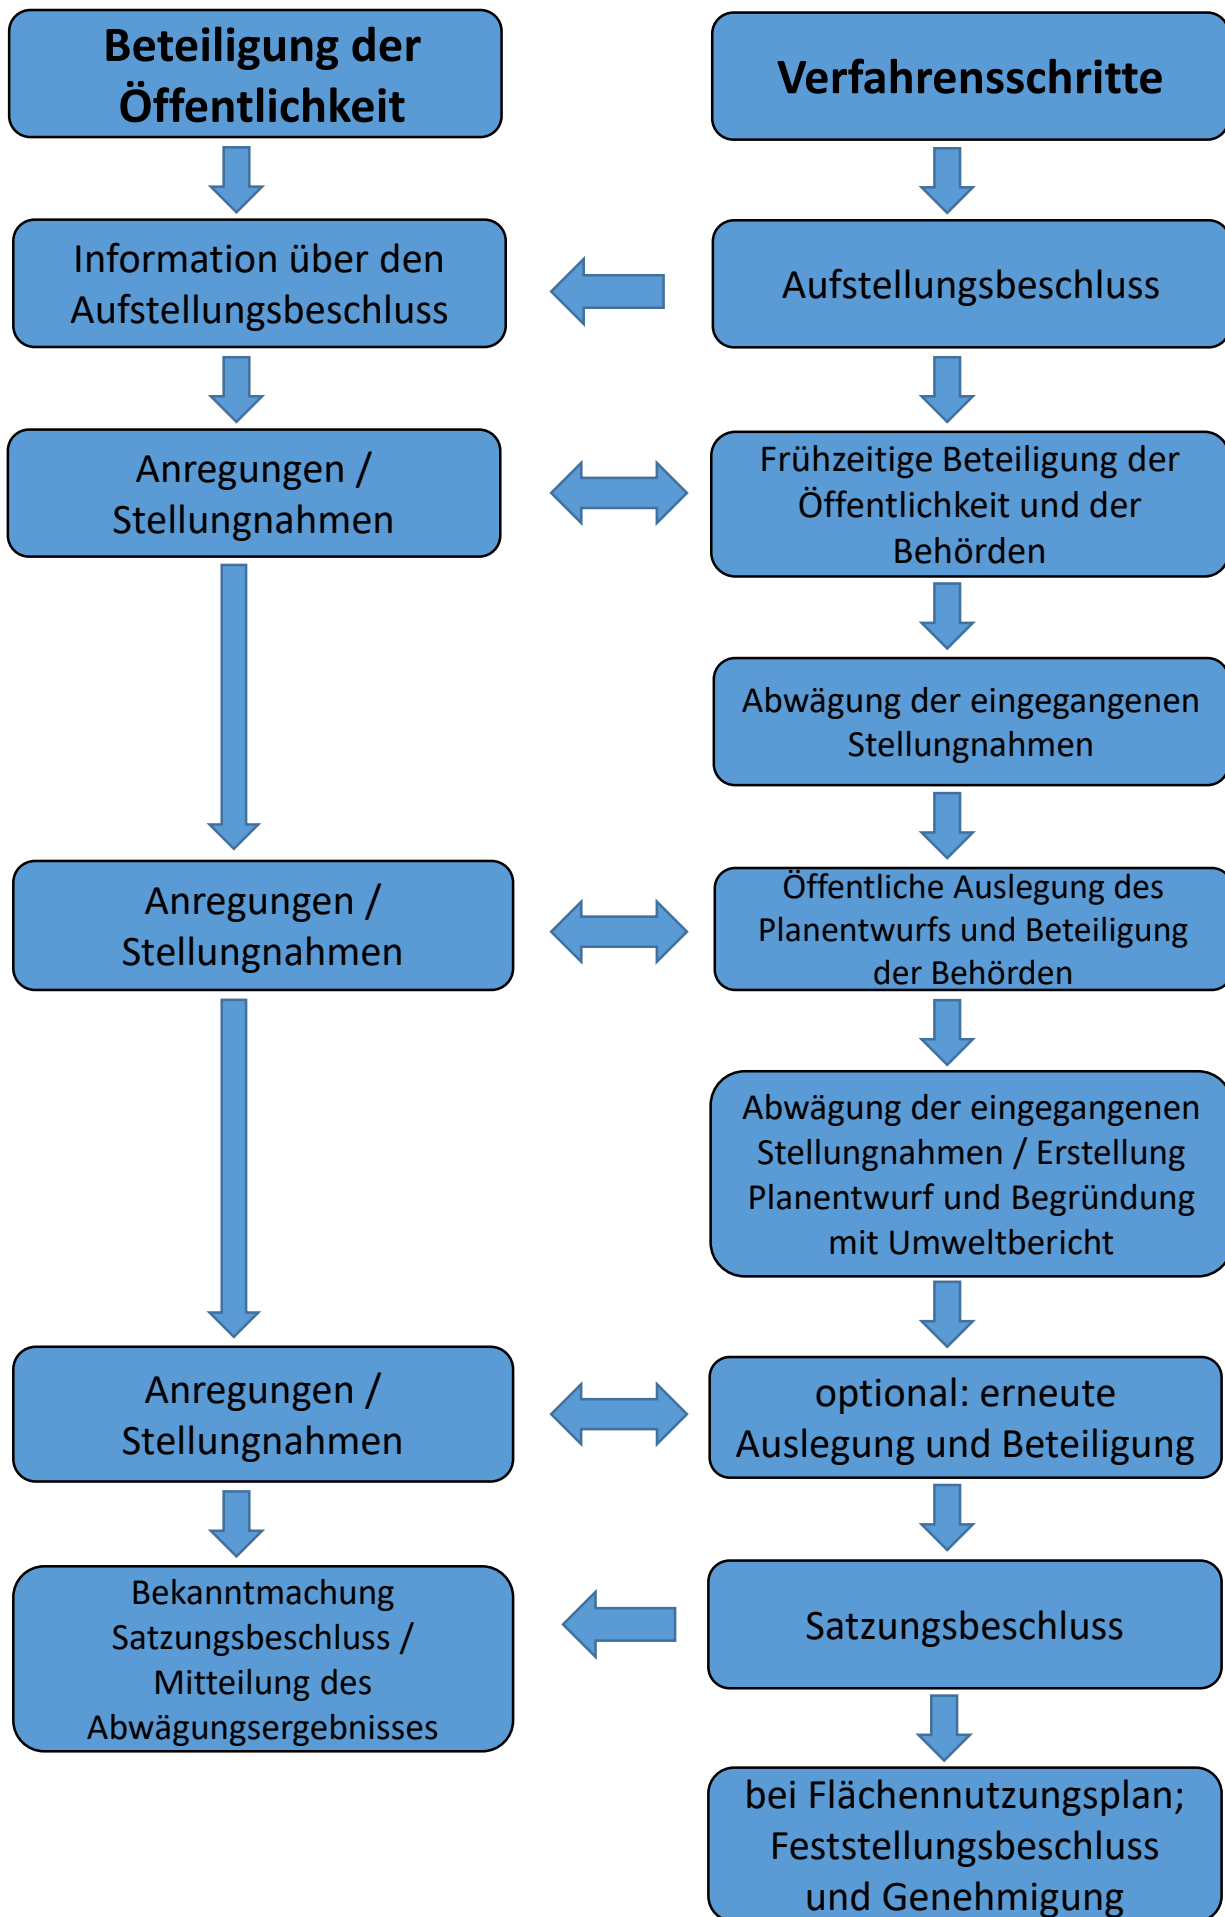 Beteiligung der
Öffentlichkeit
Verfahrensschritte
Information über den
Aufstellungsbeschluss
Aufstellungsbeschluss
Anregungen /
Stellungnahmen
Frühzeitige Beteiligung der
Öffentlichkeit und der
Behörden
Abwägung der eingegangenen
Stellungnahmen
Anregungen /
Stellungnahmen
Öffentliche Auslegung des
Planentwurfs und Beteiligung
der Behörden
Abwägung der eingegangenen
Stellungnahmen / Erstellung
Planentwurf und Begründung
mit Umweltbericht
Anregungen /
Stellungnahmen
optional: erneute
Auslegung und Beteiligung
Bekanntmachung
Satzungsbeschluss /
Mitteilung des
Abwägungsergebnisses
Satzungsbeschluss
bei Flächennutzungsplan;
Feststellungsbeschluss
und Genehmigung